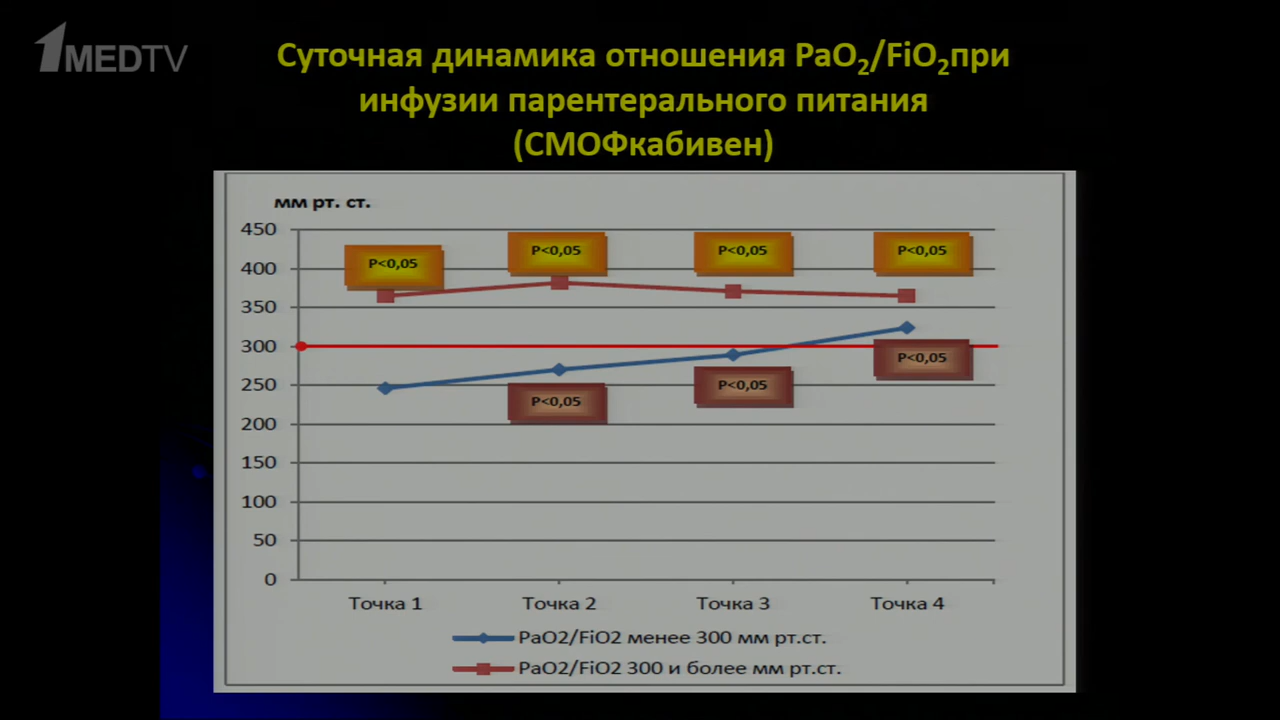 1MEDTV
Суточная динамика отношения PaO2/FiO2при
инфузии парентерального питания
(СМОФкабивен)
мм рт. ст.
450
400
350
300
250
200
150
100
50
0
P<0,05
P<0,05
P<0,05
P<0,05
P<0,05
P<0,05
P<0,05
Точка 1
Точка 2
Точка 3
Точка 4
PaO2/FiO2 менее 300 мм рт.ст.
PaO2/FiO2 300 и более мм рт.ст.